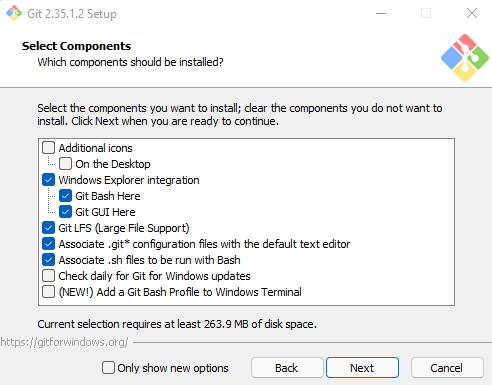 Git 2.35.1.2 Setup
Select Components
Which components should be installed?
Select the components you want to install; clear the components you do not want to
install. Click Next when you are ready to continue.
Additional icons
On the Desktop
Windows Explorer integration
Git Bash Here
Git GUI Here
Git LFS (Large File Support)
Associate .git* configuration files with the default text editor
Associate .sh files to be run with Bash
Check daily for Git for Windows updates
(NEW!) Add a Git Bash Profile to Windows Terminal
Current selection requires at least 263.9 MB of disk space.
https://gitforwindows.org/
Only show new options
Back
Next
Cancel